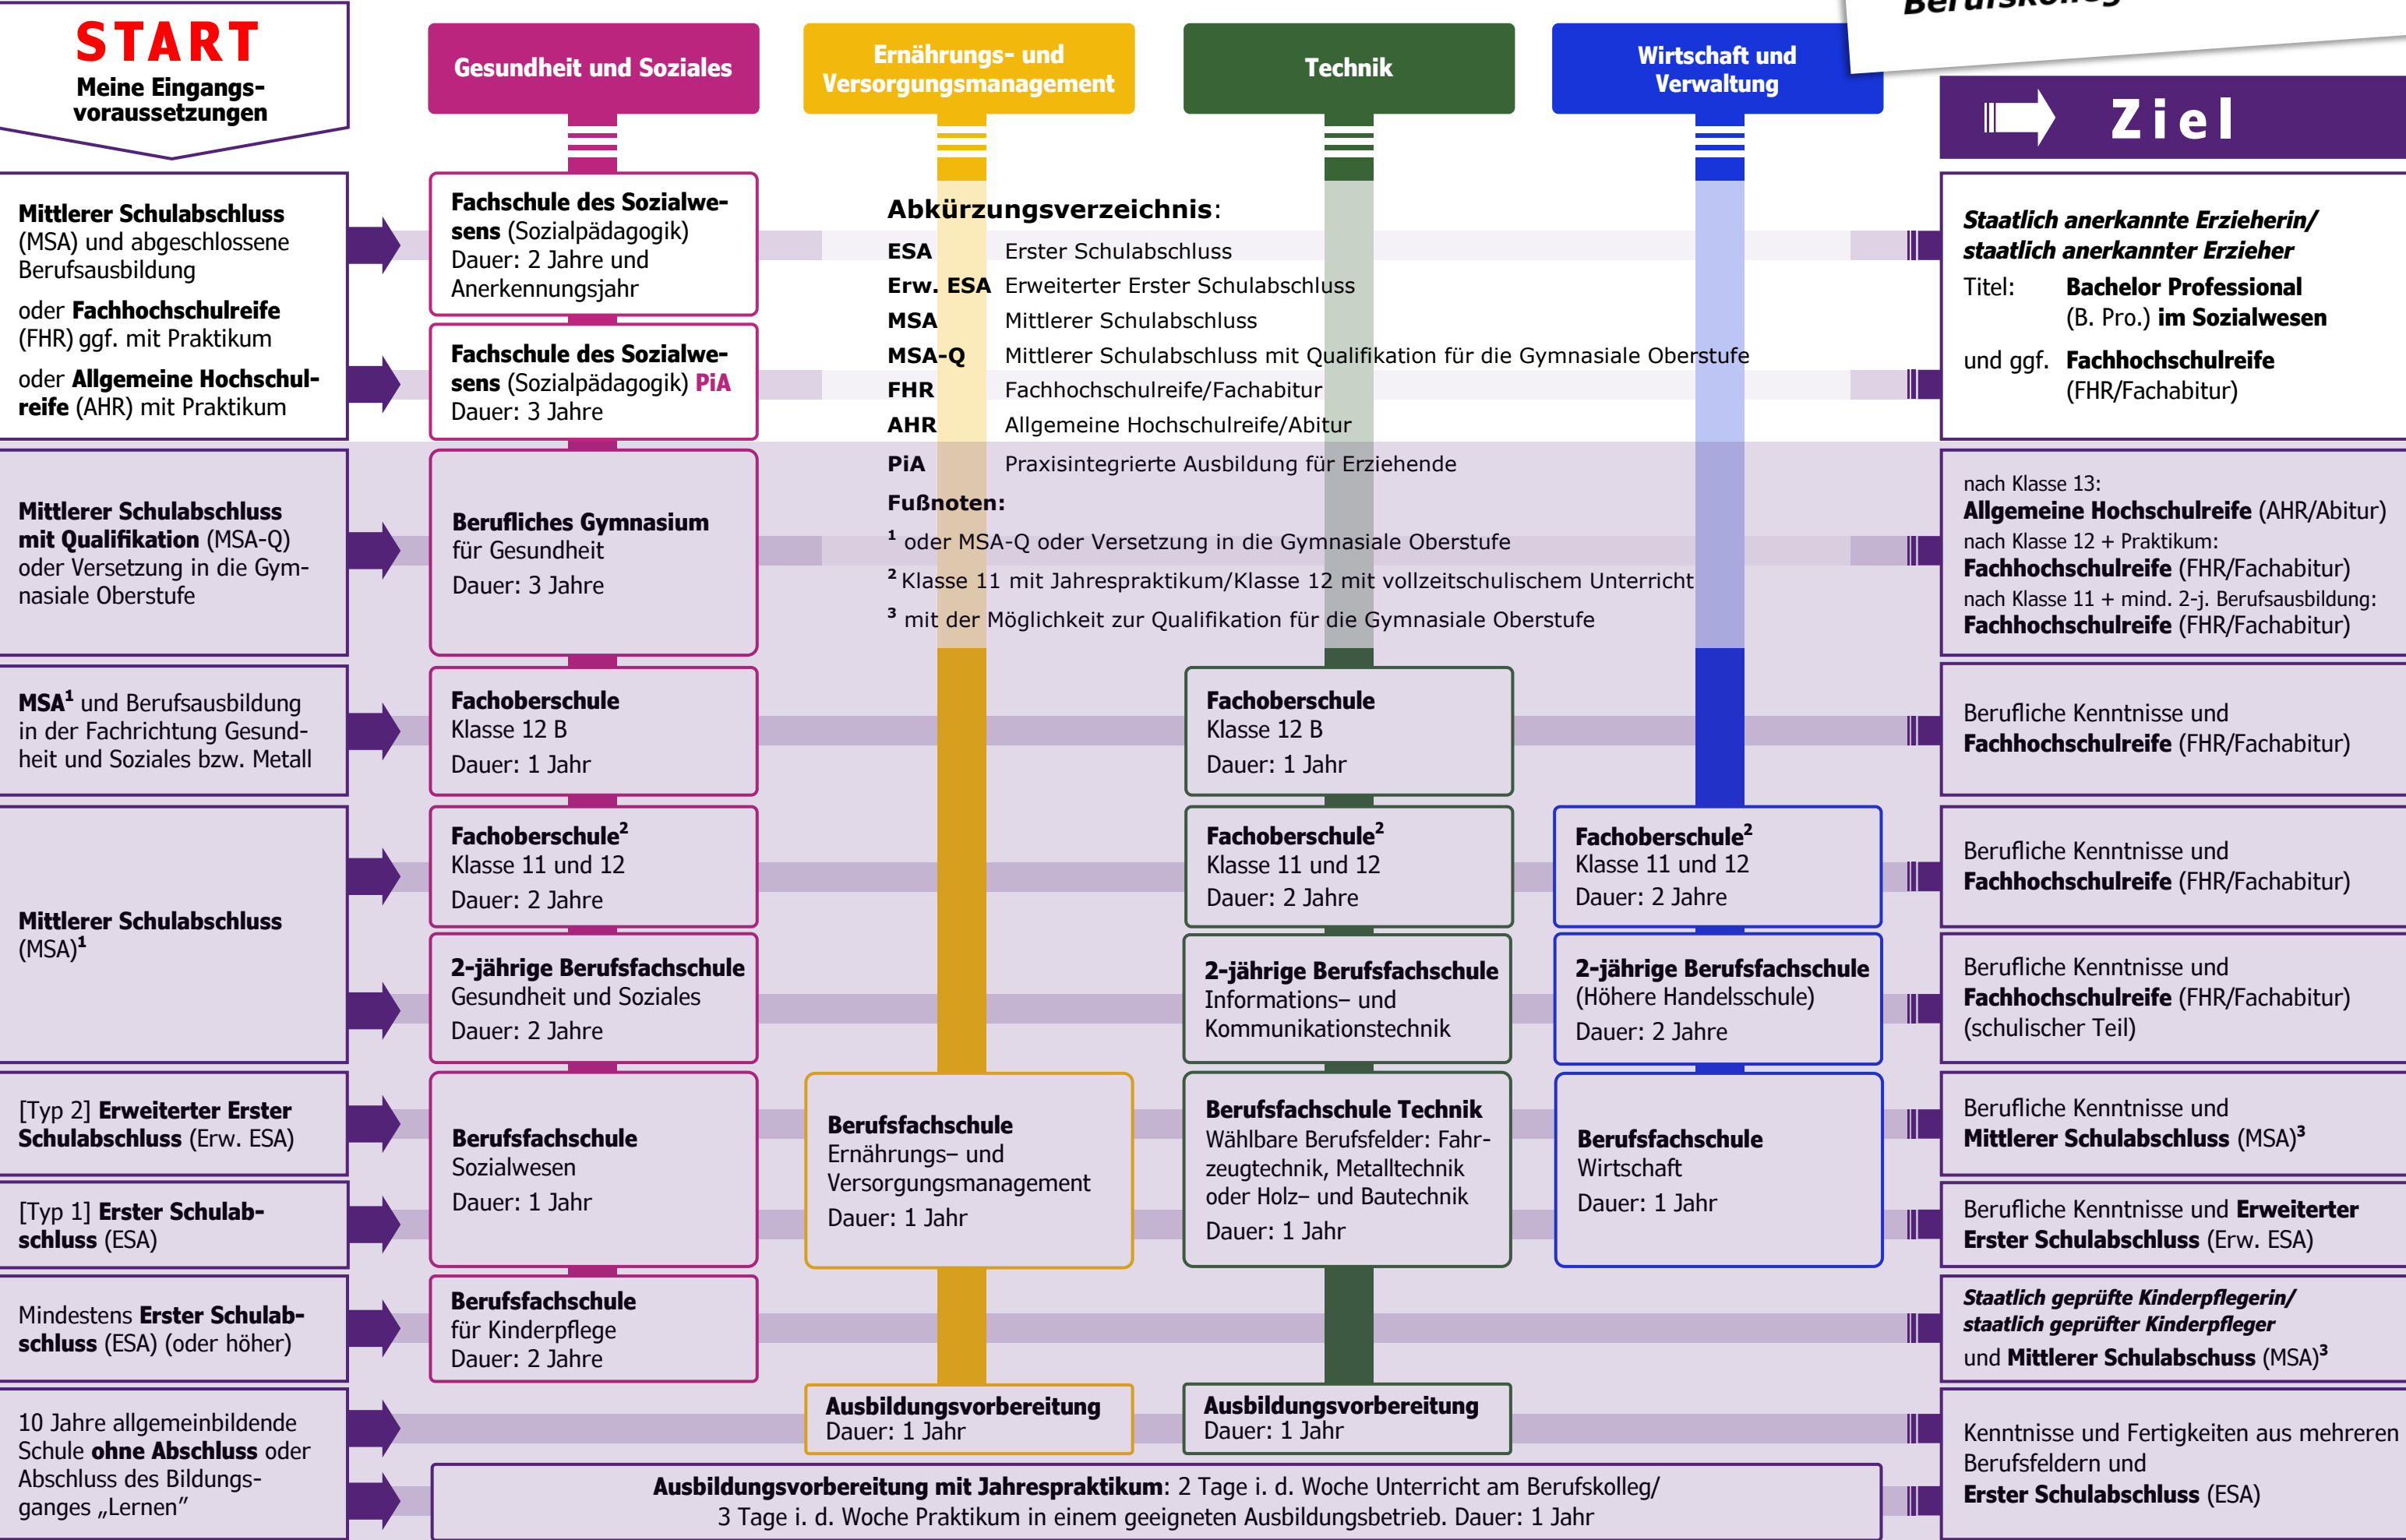 Berufskolleg
START
Meine Eingangs-
voraussetzungen
Gesundheit und Soziales
Ernährungs- und
Versorgungsmanagement
Technik
Wirtschaft und
Verwaltung
Ziel
Mittlerer Schulabschluss
(MSA) und abgeschlossene
Berufsausbildung
oder Fachhochschulreife
(FHR) ggf. mit Praktikum
oder Allgemeine Hochschul-
reife (AHR) mit Praktikum
Fachschule des Sozialwe-
sens (Sozialpädagogik)
Dauer: 2 Jahre und
Anerkennungsjahr
Fachschule des Sozialwe-
sens (Sozialpädagogik) PiA
Dauer: 3 Jahre
Abkürzungsverzeichnis:
ESA Erster Schulabschluss
Erw. ESA Erweiterter Erster Schulabschluss
MSA Mittlerer Schulabschluss
MSA-Q Mittlerer Schulabschluss mit Qualifikation für die Gymnasiale Oberstufe
FHR Fachhochschulreife/Fachabitur
AHR Allgemeine Hochschulreife/Abitur
PiA Praxisintegrierte Ausbildung für Erziehende
Fußnoten:
1 oder MSA-Q oder Versetzung in die Gymnasiale Oberstufe
2 Klasse 11 mit Jahrespraktikum/Klasse 12 mit vollzeitschulischem Unterricht
3 mit der Möglichkeit zur Qualifikation für die Gymnasiale Oberstufe
Staatlich anerkannte Erzieherin/
staatlich anerkannter Erzieher
Titel: Bachelor Professional
(B. Pro.) im Sozialwesen
und ggf. Fachhochschulreife
(FHR/Fachabitur)
Mittlerer Schulabschluss
mit Qualifikation (MSA-Q)
oder Versetzung in die Gym-
nasiale Oberstufe
Berufliches Gymnasium
für Gesundheit
Dauer: 3 Jahre
nach Klasse 13:
Allgemeine Hochschulreife (AHR/Abitur)
nach Klasse 12 + Praktikum:
Fachhochschulreife (FHR/Fachabitur)
nach Klasse 11 + mind. 2-j. Berufsausbildung:
Fachhochschulreife (FHR/Fachabitur)
MSA1 und Berufsausbildung
in der Fachrichtung Gesund-
heit und Soziales bzw. Metall
Fachoberschule
Klasse 12 B
Dauer: 1 Jahr
Fachoberschule
Klasse 12 B
Dauer: 1 Jahr
Berufliche Kenntnisse und
Fachhochschulreife (FHR/Fachabitur)
Mittlerer Schulabschluss
(MSA)1
Fachoberschule2
Klasse 11 und 12
Dauer: 2 Jahre
Fachoberschule2
Klasse 11 und 12
Dauer: 2 Jahre
Fachoberschule2
Klasse 11 und 12
Dauer: 2 Jahre
Berufliche Kenntnisse und
Fachhochschulreife (FHR/Fachabitur)
2-jährige Berufsfachschule
Gesundheit und Soziales
Dauer: 2 Jahre
2-jährige Berufsfachschule
Informations– und
Kommunikationstechnik
2-jährige Berufsfachschule
(Höhere Handelsschule)
Dauer: 2 Jahre
Berufliche Kenntnisse und
Fachhochschulreife (FHR/Fachabitur)
(schulischer Teil)
[Typ 2] Erweiterter Erster
Schulabschluss (Erw. ESA)
[Typ 1] Erster Schulab-
schluss (ESA)
Berufsfachschule
Sozialwesen
Dauer: 1 Jahr
Berufsfachschule
Ernährungs– und
Versorgungsmanagement
Dauer: 1 Jahr
Berufsfachschule Technik
Wählbare Berufsfelder: Fahr-
zeugtechnik, Metalltechnik
oder Holz– und Bautechnik
Dauer: 1 Jahr
Berufsfachschule
Wirtschaft
Dauer: 1 Jahr
Berufliche Kenntnisse und
Mittlerer Schulabschluss (MSA)3
Berufliche Kenntnisse und Erweiterter
Erster Schulabschluss (Erw. ESA)
Mindestens Erster Schulab-
schluss (ESA) (oder höher)
Berufsfachschule
für Kinderpflege
Dauer: 2 Jahre
Staatlich geprüfte Kinderpflegerin/
staatlich geprüfter Kinderpfleger
und Mittlerer Schulabschuss (MSA)3
10 Jahre allgemeinbildende
Schule ohne Abschluss oder
Abschluss des Bildungs-
ganges „Lernen”
Ausbildungsvorbereitung
Dauer: 1 Jahr
Ausbildungsvorbereitung
Dauer: 1 Jahr
Ausbildungsvorbereitung mit Jahrespraktikum: 2 Tage i. d. Woche Unterricht am Berufskolleg/
3 Tage i. d. Woche Praktikum in einem geeigneten Ausbildungsbetrieb. Dauer: 1 Jahr
Kenntnisse und Fertigkeiten aus mehreren
Berufsfeldern und
Erster Schulabschluss (ESA)